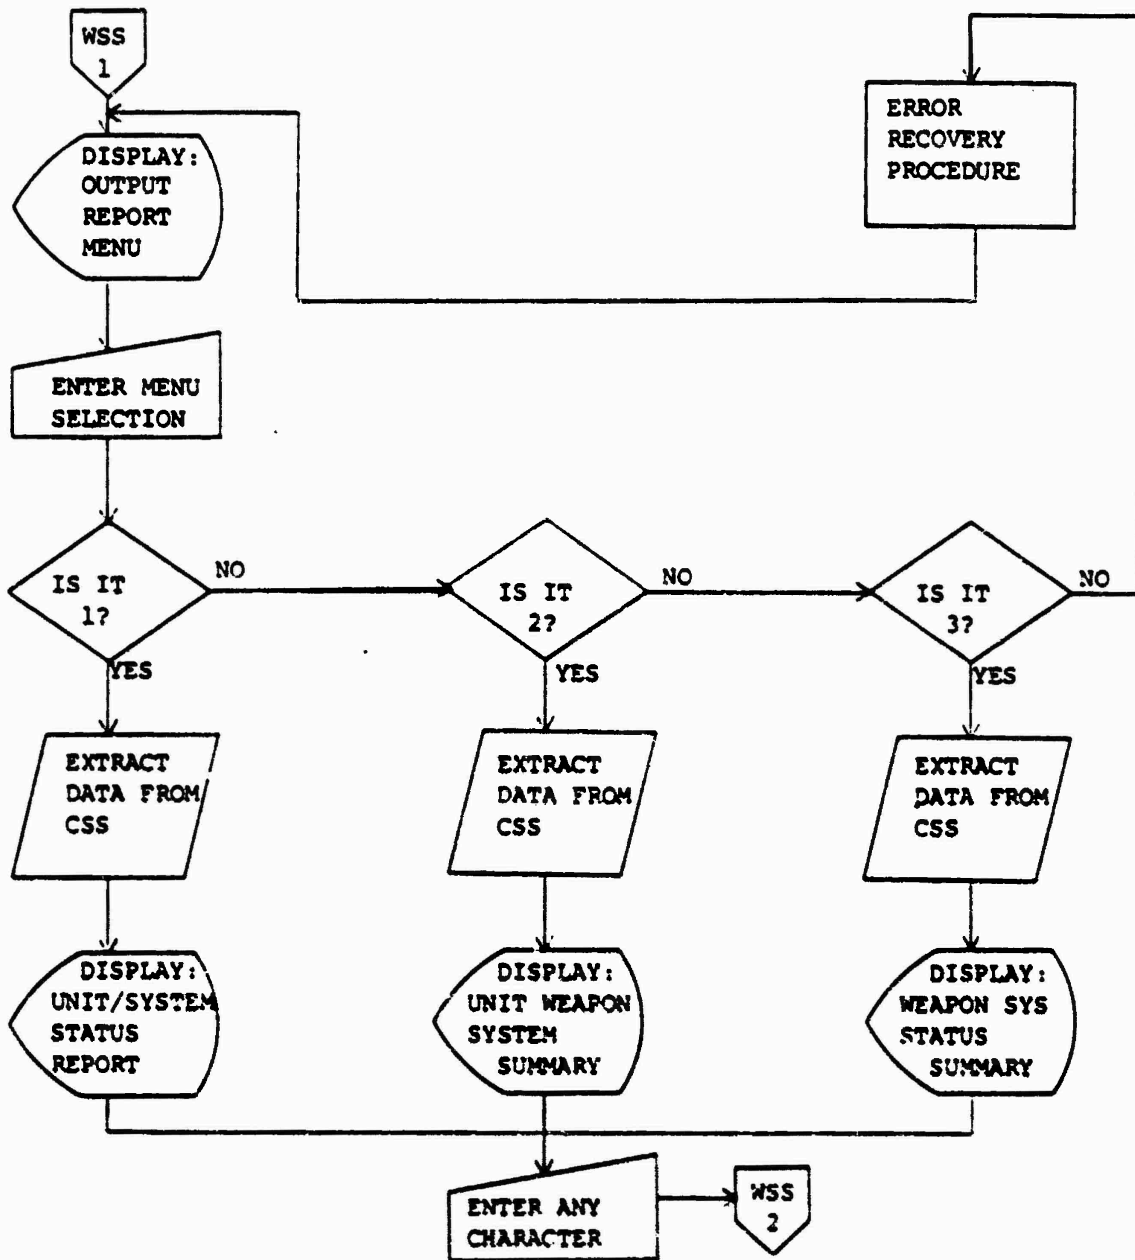 WSS
1
ERROR
RECOVERY
PROCEDURE
DISPLAY:
OUTPUT
REPORT
MENU
ENTER MENU
SELECTION
IS IT
1?
NO
IS IT
2?
NO
IS IT
3?
NO
YES
YES
YES
EXTRACT
DATA FROM
CSS
EXTRACT
DATA FROM
CSS
EXTRACT
DATA FROM
CSS
DISPLAY:
UNIT/SYSTEM
STATUS
REPORT
DISPLAY:
UNIT WEAPON
SYSTEM
SUMMARY
DISPLAY:
WEAPON SYS
STATUS
SUMMARY
ENTER ANY
CHARACTER
WSS
2